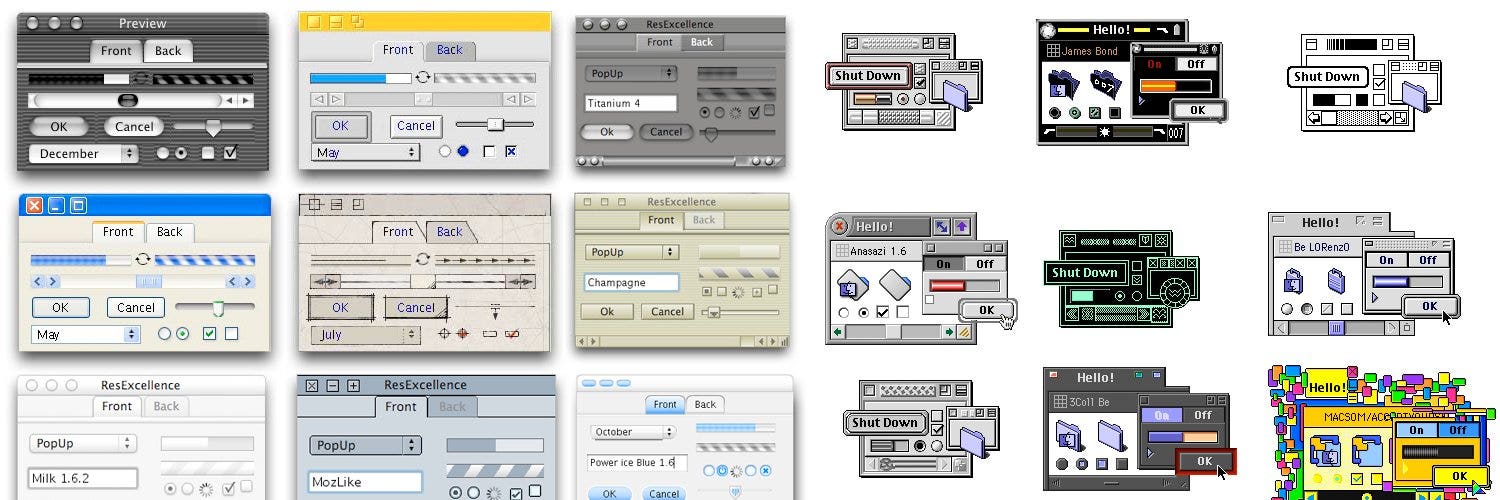 Preview
Front Back
OK Cancel
December
Front Back
OK Cancel
May
ResExcellence
Front Back
PopUp
Titanium 4
Ok Cancel
Shut Down
Hello!
James Bond
On Off
OK
007
Shut Down
Front Back
OK Cancel
May
Front Back
OK Cancel
July
ResExcellence
Front Back
PopUp
Champagne
Ok Cancel
Hello!
Anasazi 1.6
On Off
OK
Shut Down
Hello!
Be LORenzO
On Off
OK
ResExcellence
Front Back
PopUp
Milk 1.6.2
ResExcellence
Front Back
PopUp
MozLike
Front Back
October
Power ice Blue 1.6
OK Cancel
Shut Down
Hello!
3Co11 Be
On Off
OK
Hello!
On Off
OK